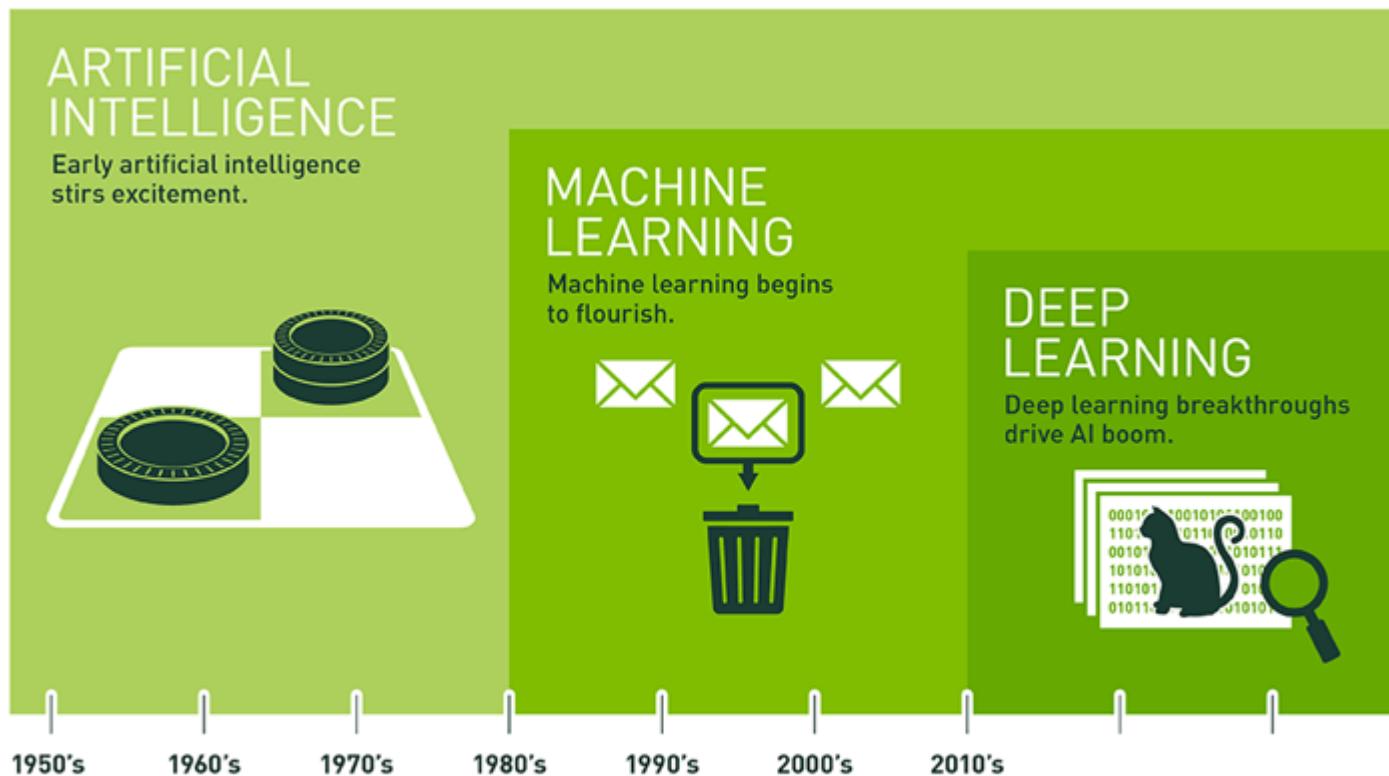 ARTIFICIAL
INTELLIGENCE
Early artificial intelligence
stirs excitement.
MACHINE
LEARNING
Machine learning begins
to flourish.
DEEP
LEARNING
Deep learning breakthroughs
drive AI boom.
1950's
1960's
1970's
1980's
1990's
2000's
2010's